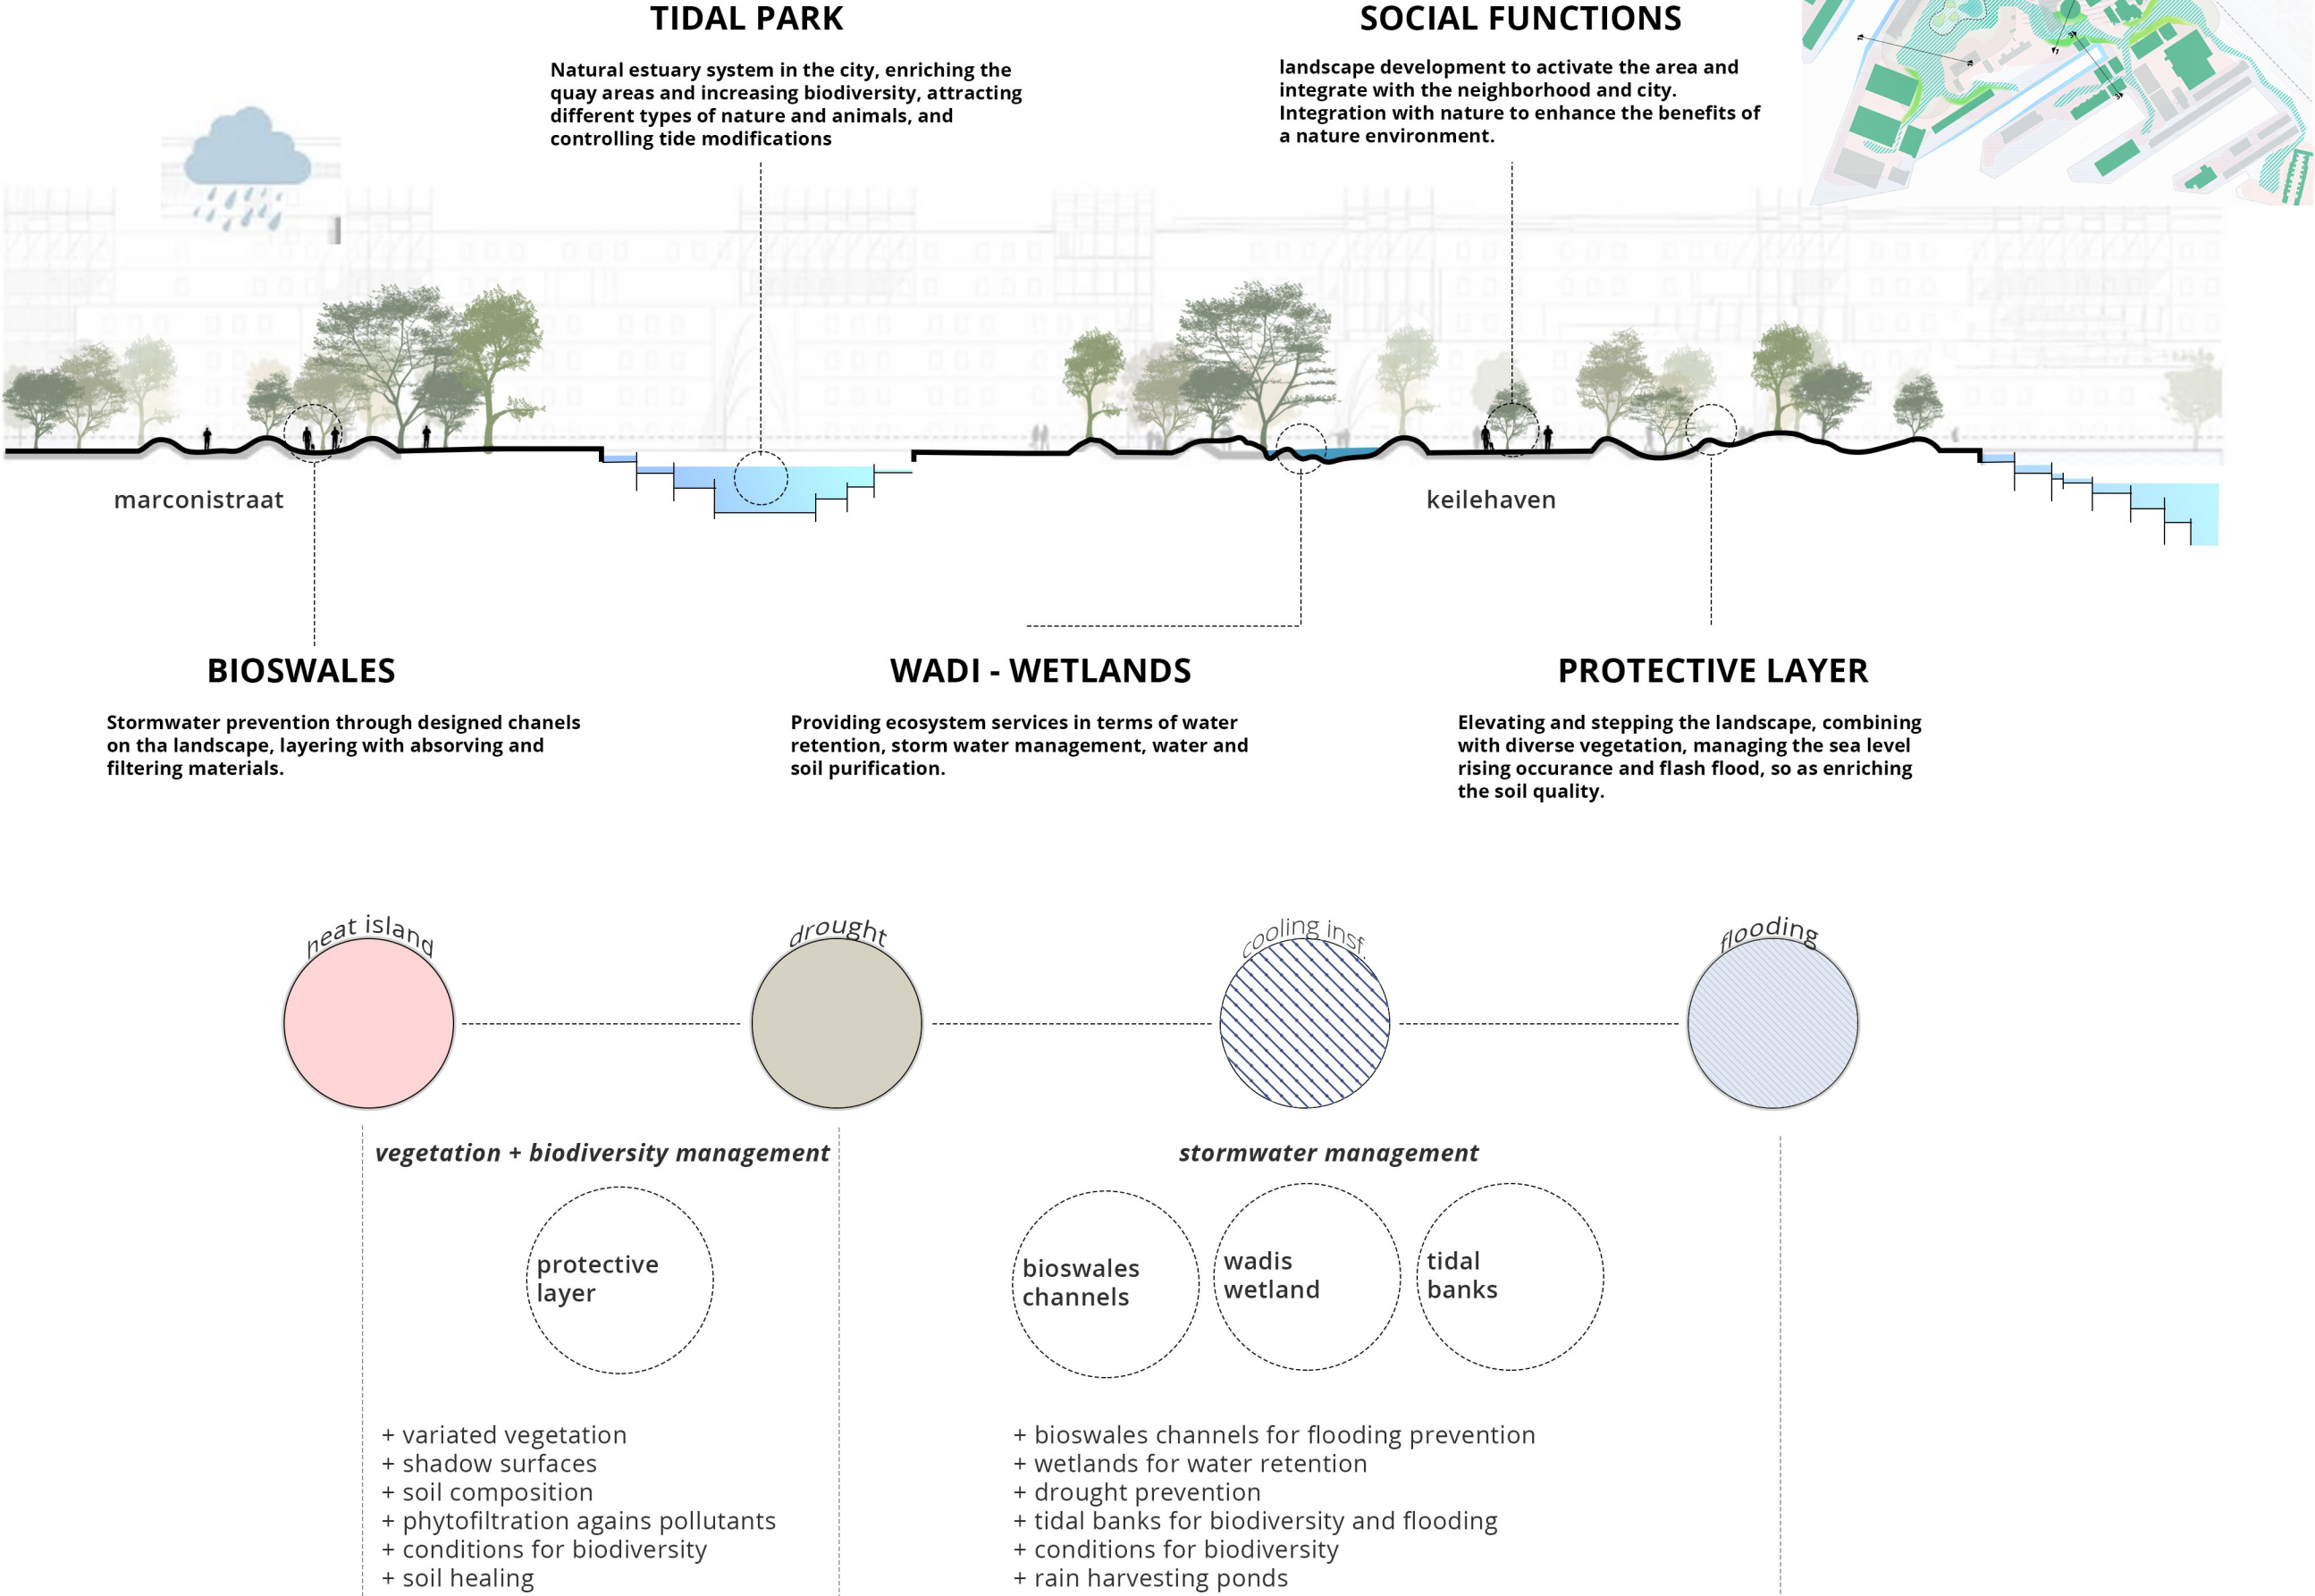 TIDAL PARK
Natural estuary system in the city, enriching the
quay areas and increasing biodiversity, attracting
different types of nature and animals, and
controlling tide modifications
SOCIAL FUNCTIONS
landscape development to activate the area and
integrate with the neighborhood and city.
Integration with nature to enhance the benefits of
a nature environment.
marconistraat
keilehaven
BIOSWALES
Stormwater prevention through designed chanels
on tha landscape, layering with absorving and
filtering materials.
WADI - WETLANDS
Providing ecosystem services in terms of water
retention, storm water management, water and
soil purification.
PROTECTIVE LAYER
Elevating and stepping the landscape, combining
with diverse vegetation, managing the sea level
rising occurance and flash flood, so as enriching
the soil quality.
heat island
drought
cooling insf.
flooding
vegetation + biodiversity management
protective
layer
+ variated vegetation
+ shadow surfaces
+ soil composition
+ phytofiltration agains pollutants
+ conditions for biodiversity
+ soil healing
stormwater management
bioswales
channels
wadis
wetland
tidal
banks
+ bioswales channels for flooding prevention
+ wetlands for water retention
+ drought prevention
+ tidal banks for biodiversity and flooding
+ conditions for biodiversity
+ rain harvesting ponds